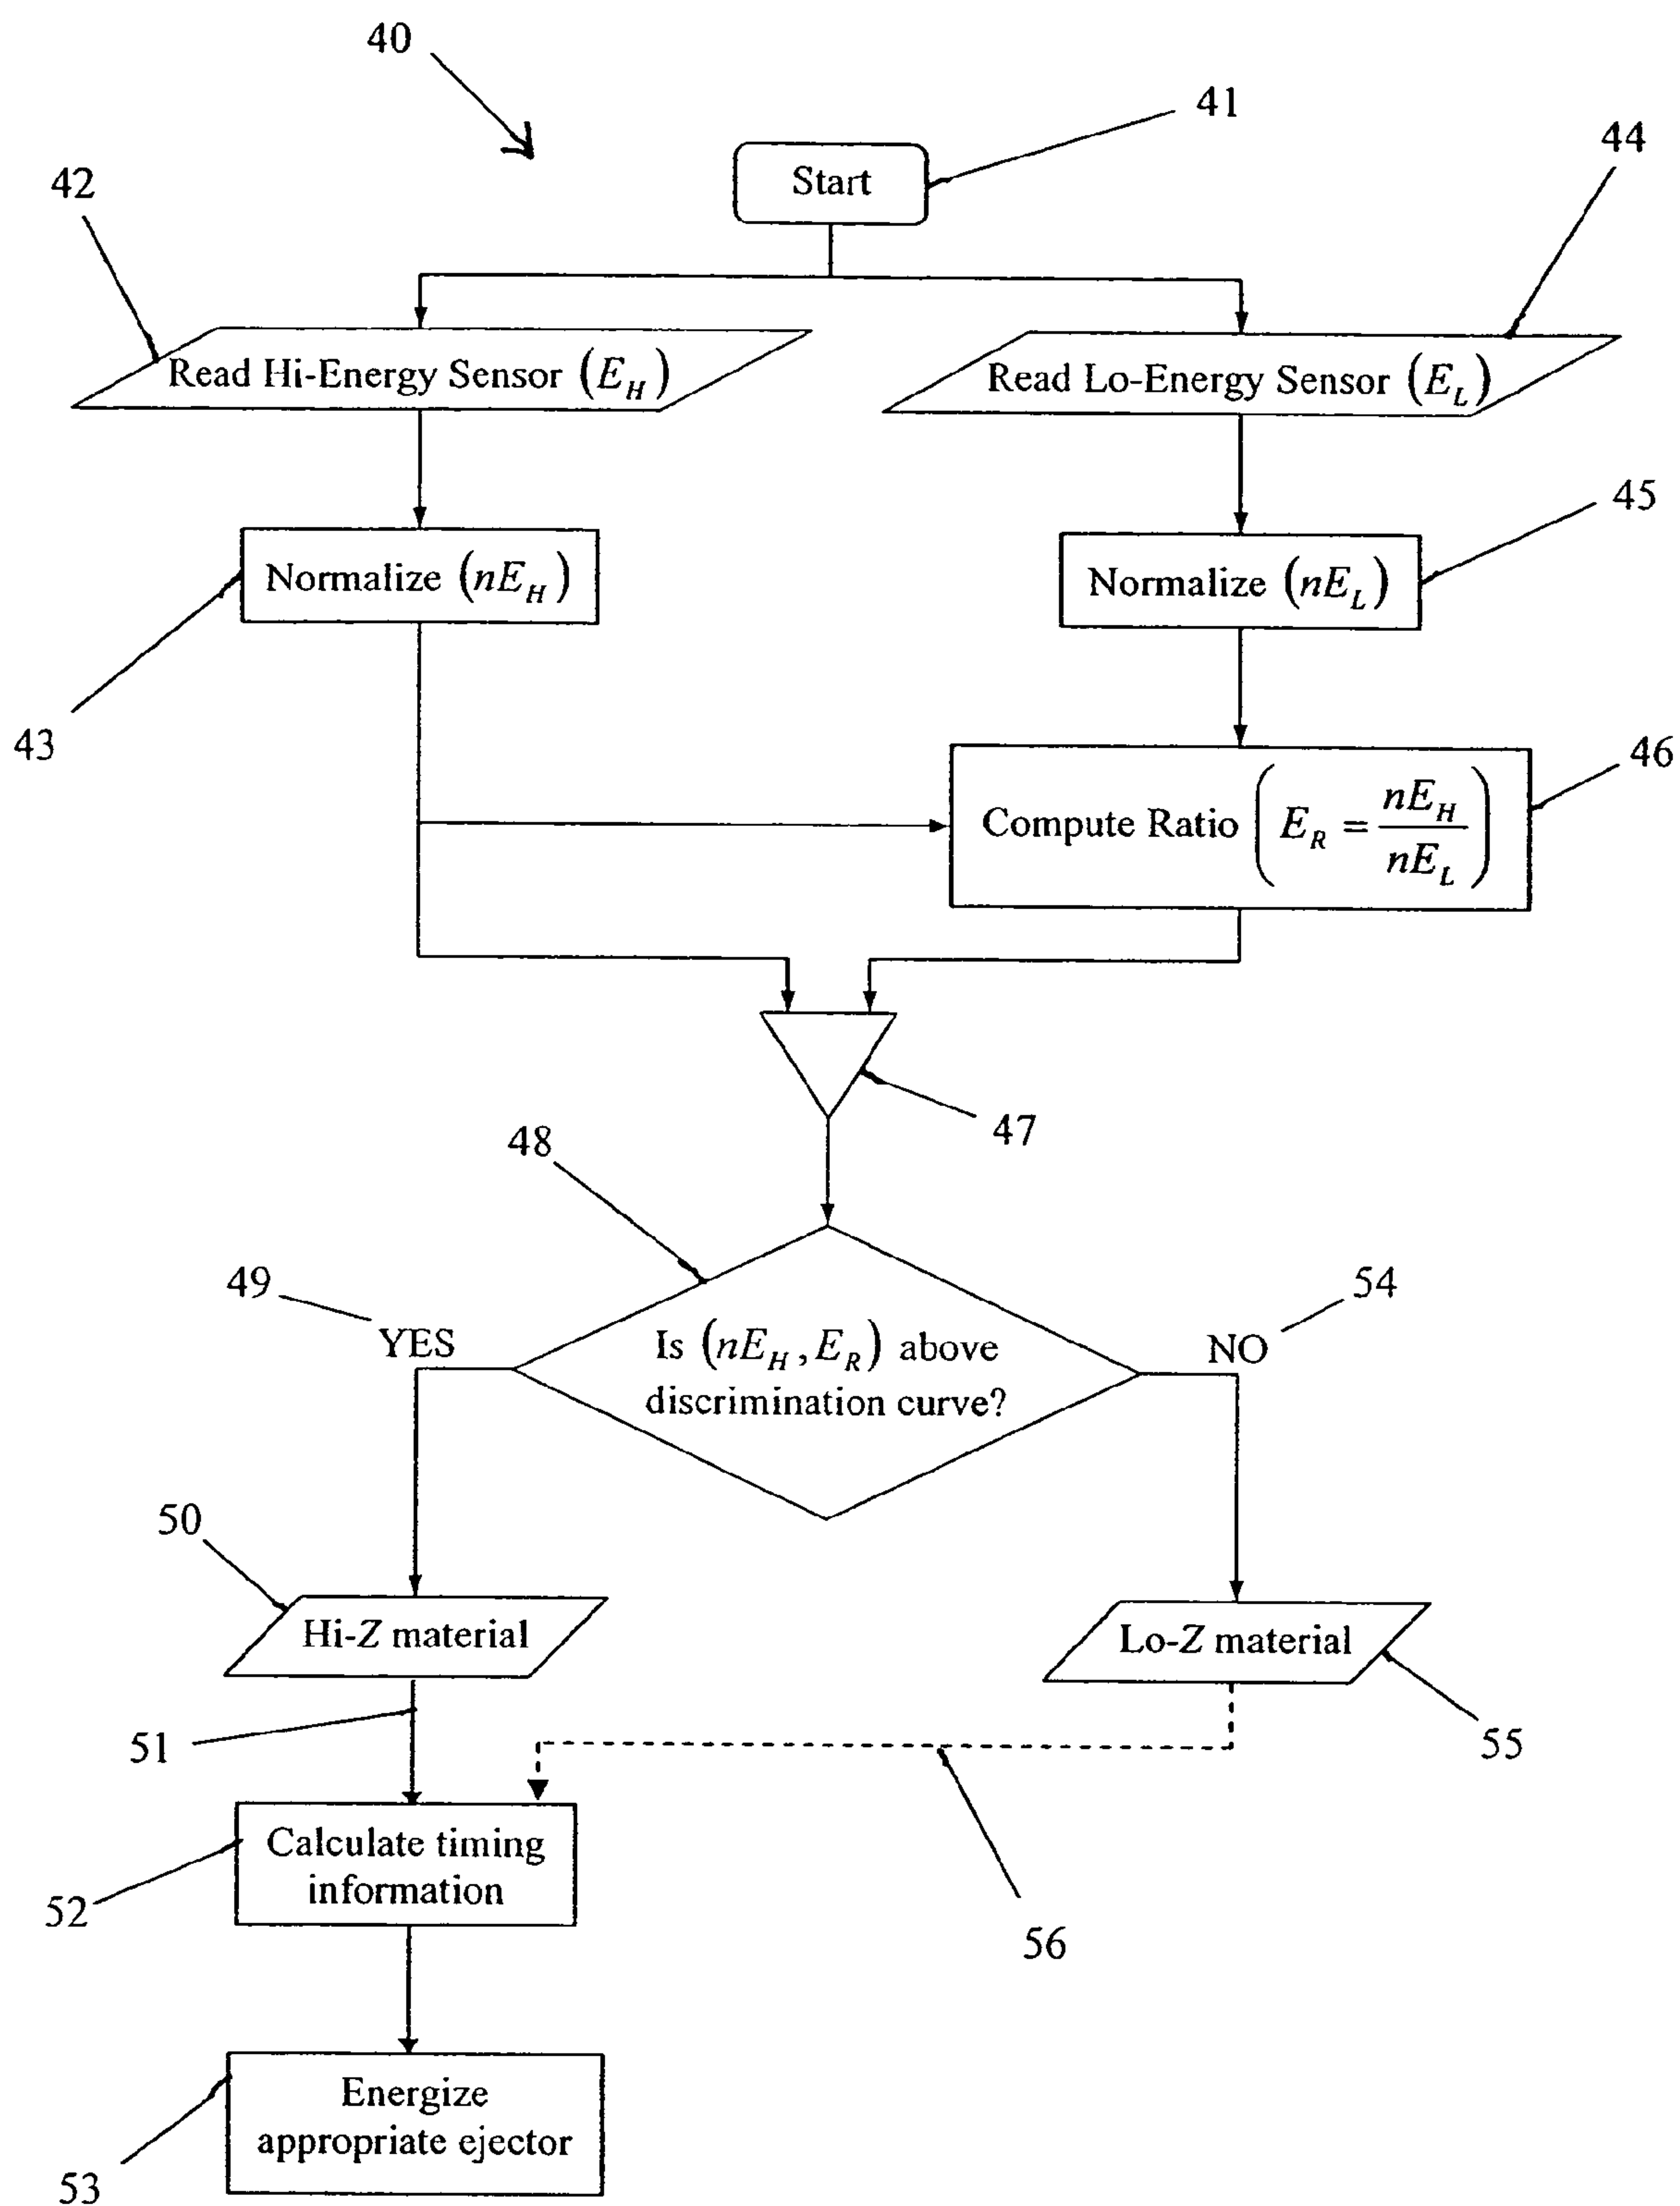 40
41
Start
44
42
Read Hi-Energy Sensor (E_H)
Read Lo-Energy Sensor (E_L)
45
Normalize (nE_H)
Normalize (nE_L)
43
46
Compute Ratio (E_R = nE_H / nE_L)
47
48
49
YES
54
NO
Is (nE_H, E_R) above
discrimination curve?
50
Hi-Z material
Lo-Z material
51
55
Calculate timing
information
52
56
Energize
appropriate ejector
53